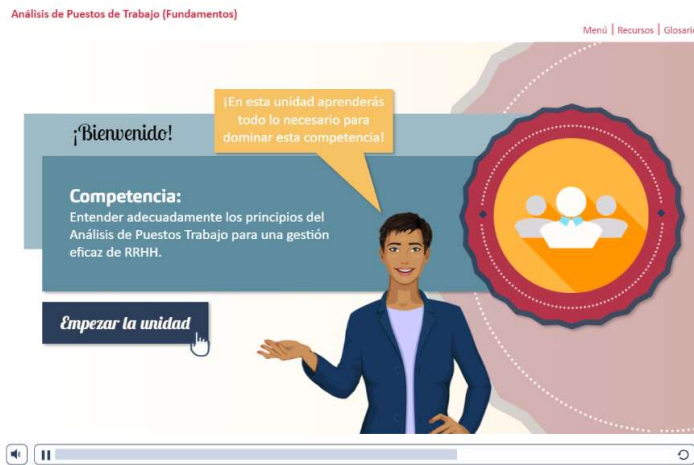 Análisis de Puestos de Trabajo (Fundamentos)
Menú | Recursos | Glosario
¡En esta unidad aprenderás
todo lo necesario para
dominar esta competencia!
¡Bienvenido!
Competencia:
Entender adecuadamente los principios del
Análisis de Puestos Trabajo para una gestión
eficaz de RRHH.
Empezar la unidad